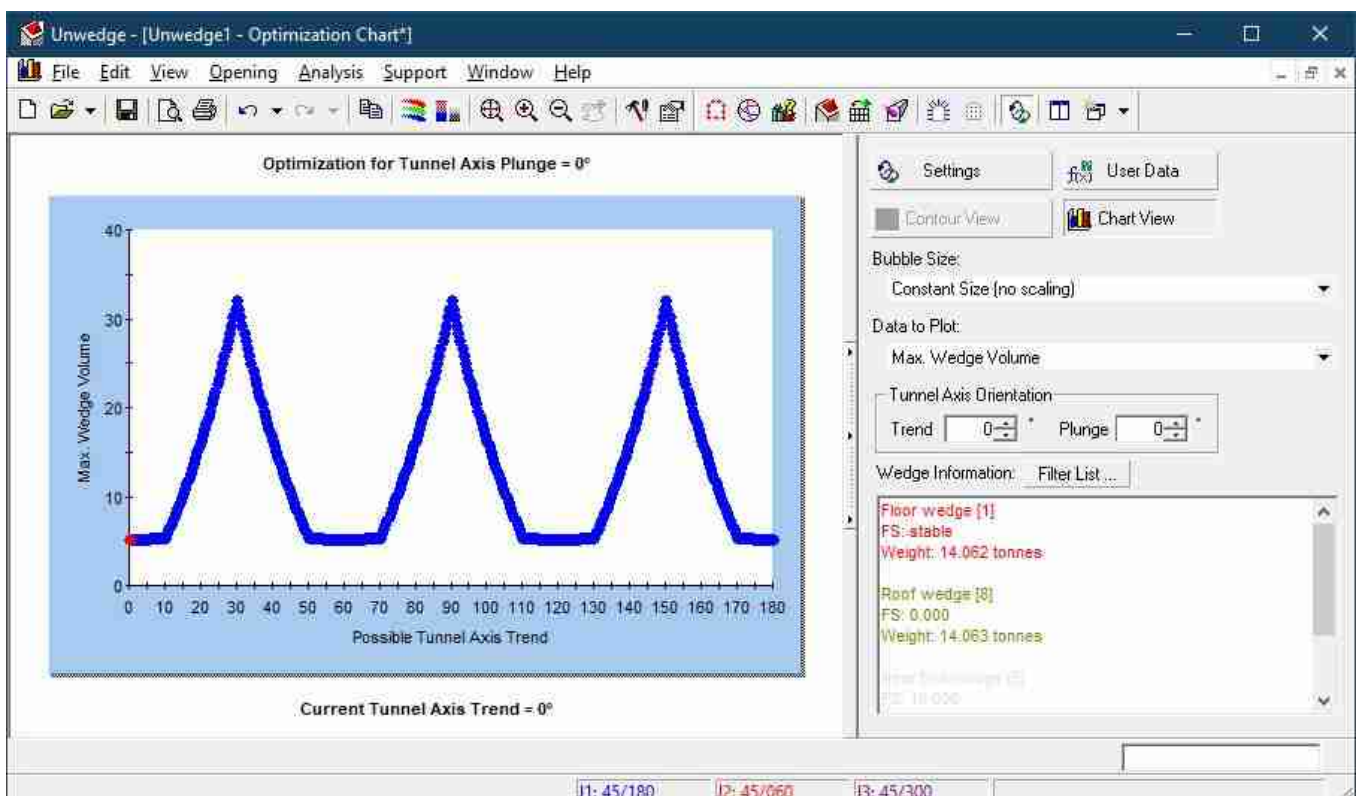 Unwedge - [Unwedge1 - Optimization Chart*]
File Edit View Opening Analysis Support Window Help
Optimization for Tunnel Axis Plunge = 0°
40
30
20
10
0
Max. Wedge Volume
0 10 20 30 40 50 60 70 80 90 100 110 120 130 140 150 160 170 180
Possible Tunnel Axis Trend
Current Tunnel Axis Trend = 0°
Settings
f(x) User Data
Contour View
Chart View
Bubble Size:
Constant Size (no scaling)
Data to Plot:
Max. Wedge Volume
Tunnel Axis Orientation
Trend 0 ° Plunge 0 °
Wedge Information: Filter List ...
Floor wedge [1]
FS: stable
Weight: 14.062 tonnes
Roof wedge [8]
FS: 0.000
Weight: 14.063 tonnes
J1: 45/180 J2: 45/060 J3: 45/300